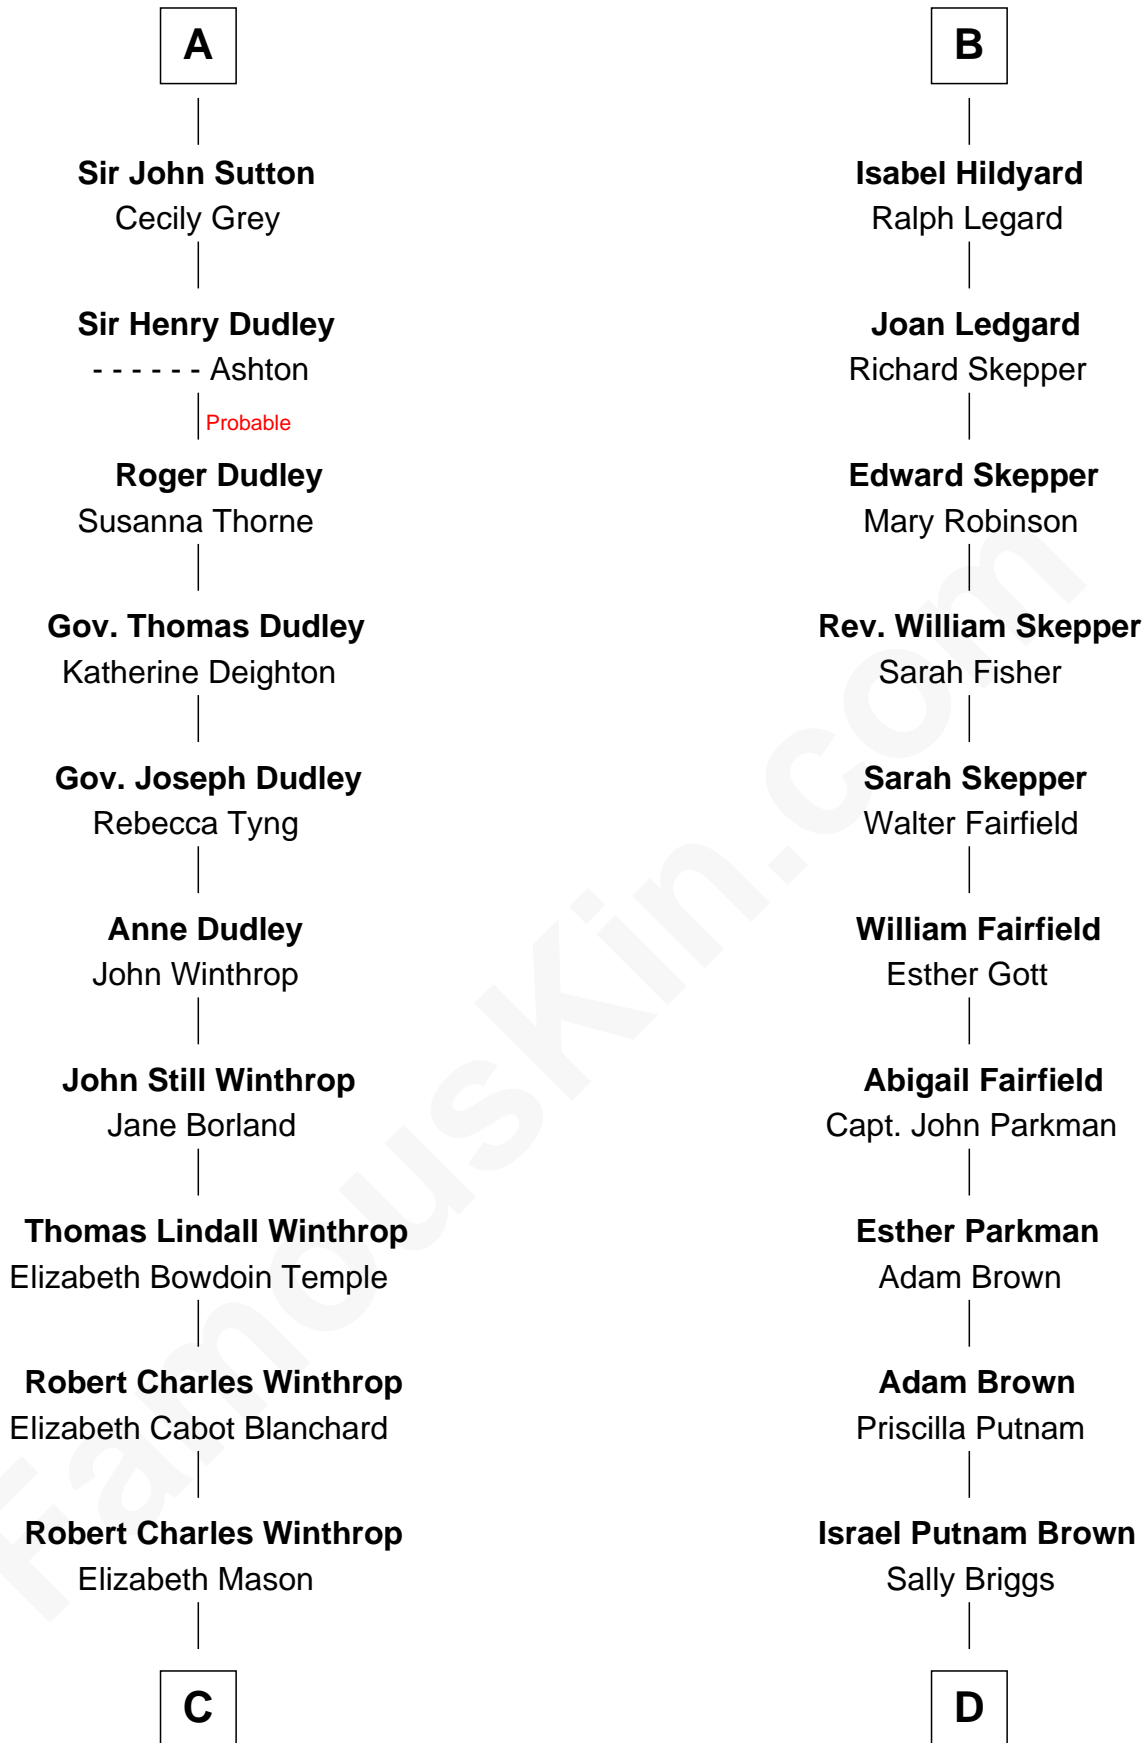 A
Sir John Sutton
Cecily Grey
Sir Henry Dudley
- - - - - - Ashton
Probable
Roger Dudley
Susanna Thorne
Gov. Thomas Dudley
Katherine Deighton
Gov. Joseph Dudley
Rebecca Tyng
Anne Dudley
John Winthrop
John Still Winthrop
Jane Borland
Thomas Lindall Winthrop
Elizabeth Bowdoin Temple
Robert Charles Winthrop
Elizabeth Cabot Blanchard
Robert Charles Winthrop
Elizabeth Mason
C
B
Isabel Hildyard
Ralph Legard
Joan Ledgard
Richard Skepper
Edward Skepper
Mary Robinson
Rev. William Skepper
Sarah Fisher
Sarah Skepper
Walter Fairfield
William Fairfield
Esther Gott
Abigail Fairfield
Capt. John Parkman
Esther Parkman
Adam Brown
Adam Brown
Priscilla Putnam
Israel Putnam Brown
Sally Briggs
D
FamousKin.com